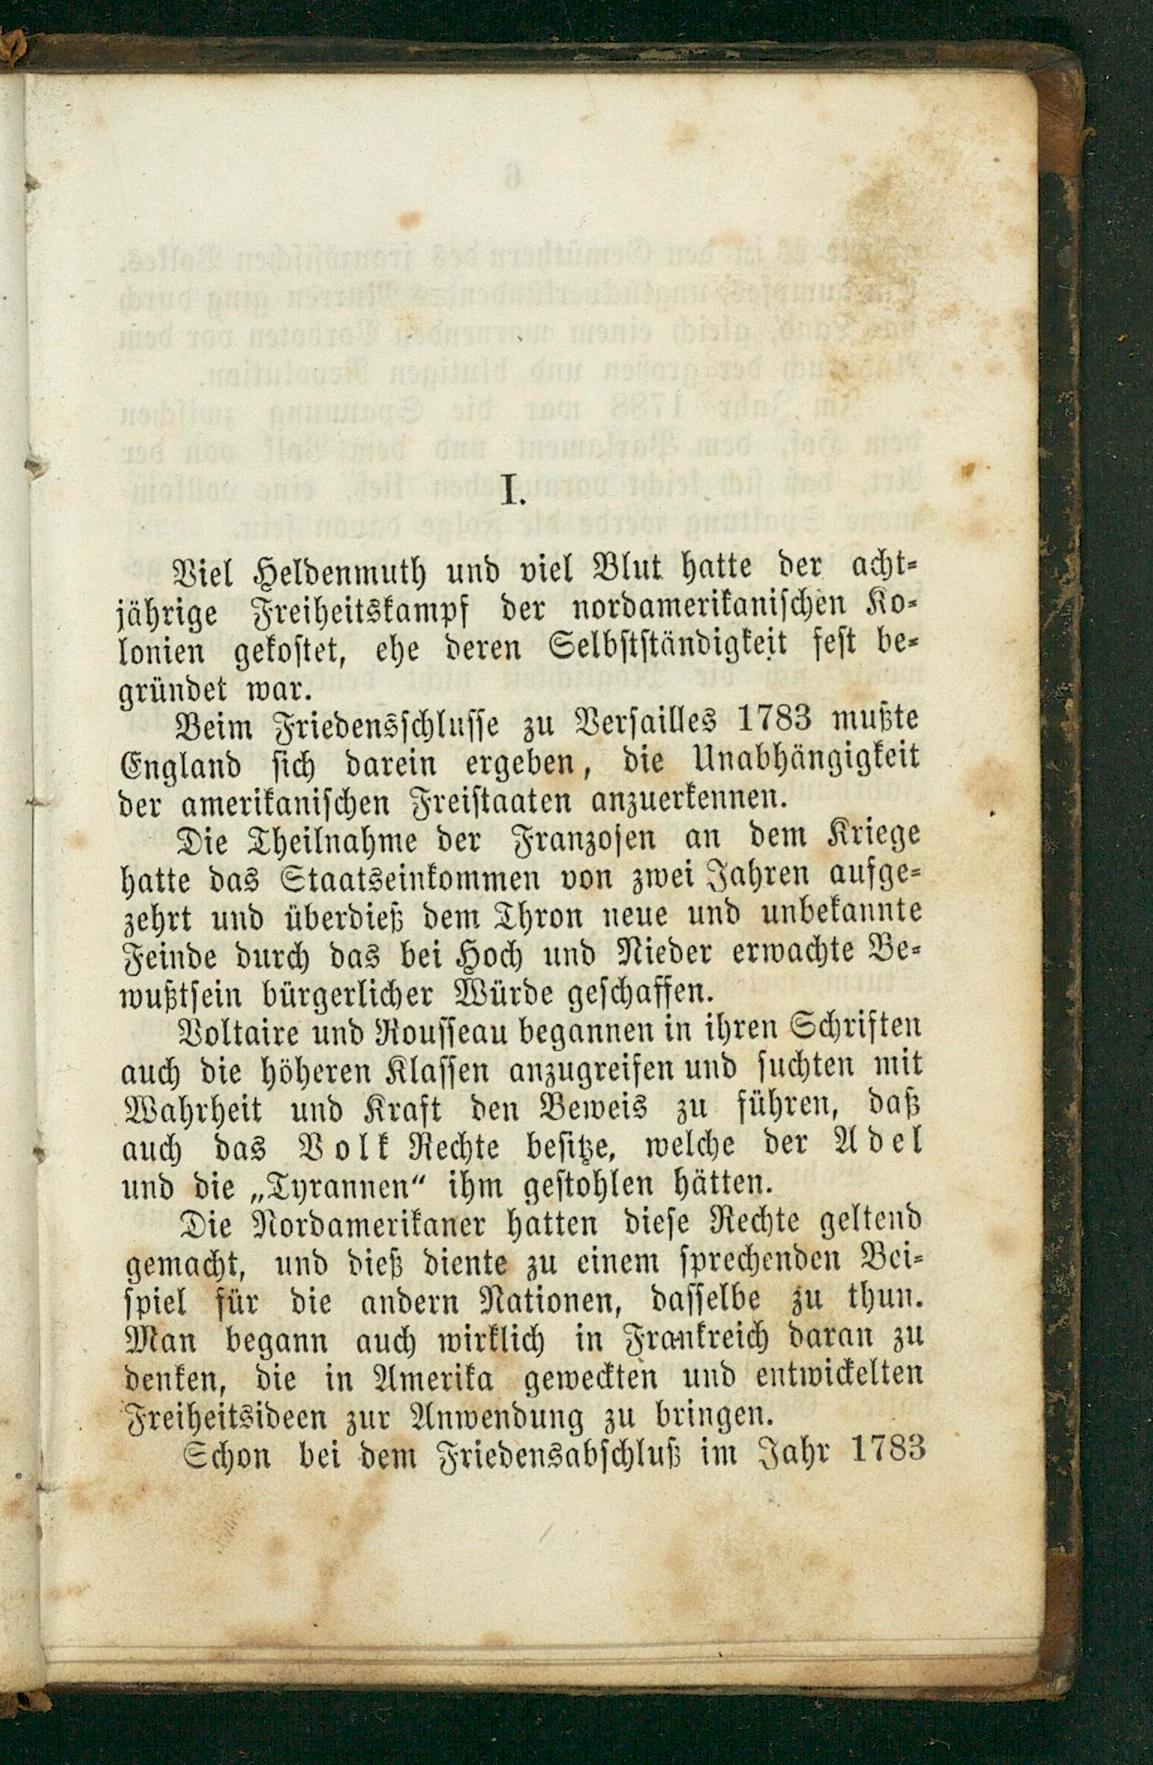 I.
Viel Heldenmuth und viel Blut hatte der acht-
jährige Freiheitskampf der nordamerikanischen Ko-
lonien gekostet, ehe deren Selbstständigkeit fest be-
gründet war.
Beim Friedensschlusse zu Versailles 1783 mußte
England sich darein ergeben, die Unabhängigkeit
der amerikanischen Freistaaten anzuerkennen.
Die Theilnahme der Franzosen an dem Kriege
hatte das Staatseinkommen von zwei Jahren aufge-
zehrt und überdieß dem Thron neue und unbekannte
Feinde durch das bei Hoch und Nieder erwachte Be-
wußtsein bürgerlicher Würde geschaffen.
Voltaire und Rousseau begannen in ihren Schriften
auch die höheren Klassen anzugreifen und suchten mit
Wahrheit und Kraft den Beweis zu führen, daß
auch das Volk Rechte besitze, welche der Adel
und die „Tyrannen“ ihm gestohlen hätten.
Die Nordamerikaner hatten diese Rechte geltend
gemacht, und dieß diente zu einem sprechenden Bei-
spiel für die andern Nationen, dasselbe zu thun.
Man begann auch wirklich in Frankreich daran zu
denken, die in Amerika geweckten und entwickelten
Freiheitsideen zur Anwendung zu bringen.
Schon bei dem Friedensabschluß im Jahr 1783